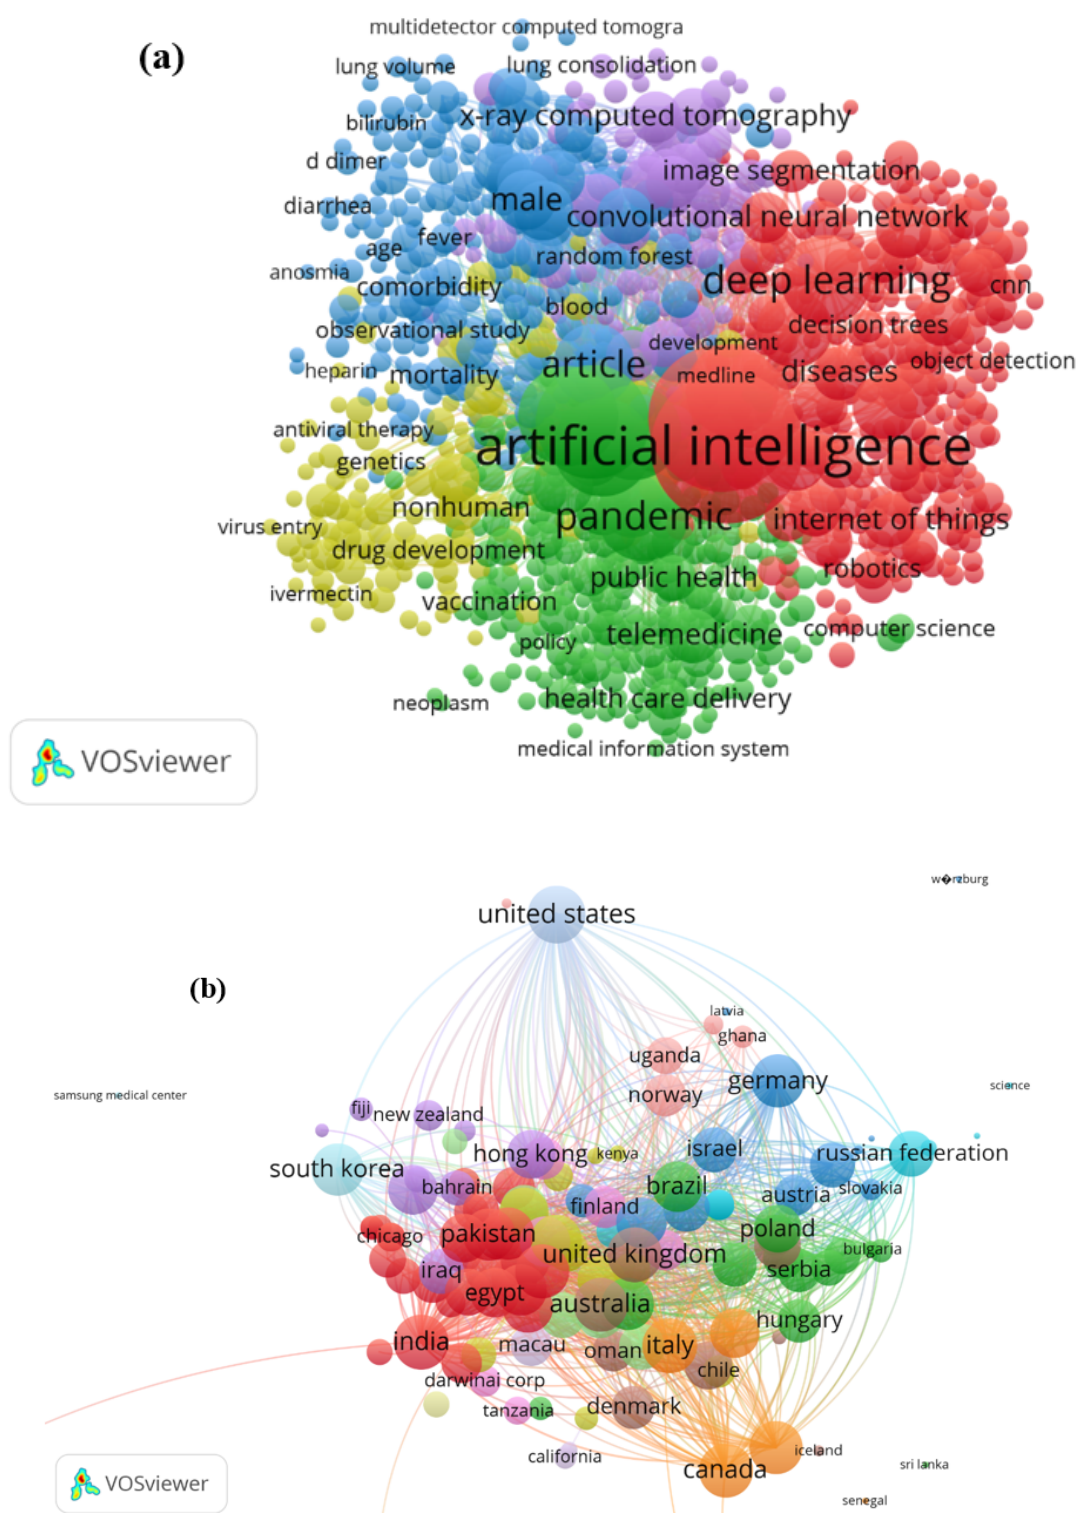 multidetector computed tomogra
(a)
lung volume
lung consolidation
bilirubin
x-ray computed tomography
d dimer
image segmentation
diarrhea
male
convolutional neural network
age
fever
random forest
anosmia
comorbidity
deep learning
cnn
blood
observational study
decision trees
development
heparin
mortality
article
medline
diseases
object detection
antiviral therapy
artificial intelligence
genetics
nonhuman
pandemic
internet of things
virus entry
drug development
public health
robotics
ivermectin
vaccination
policy
telemedicine
computer science
neoplasm
health care delivery
medical information system
VOSviewer
w�rzburg
united states
(b)
latvia
ghana
uganda
germany
samsung medical center
norway
science
fiji
new zealand
hong kong
kenya
israel
russian federation
south korea
bahrain
finland
brazil
austria
slovakia
chicago
pakistan
united kingdom
poland
bulgaria
iraq
serbia
egypt
australia
hungary
india
macau
oman
italy
chile
darwinai corp
tanzania
denmark
california
iceland
canada
sri lanka
senegal
VOSviewer